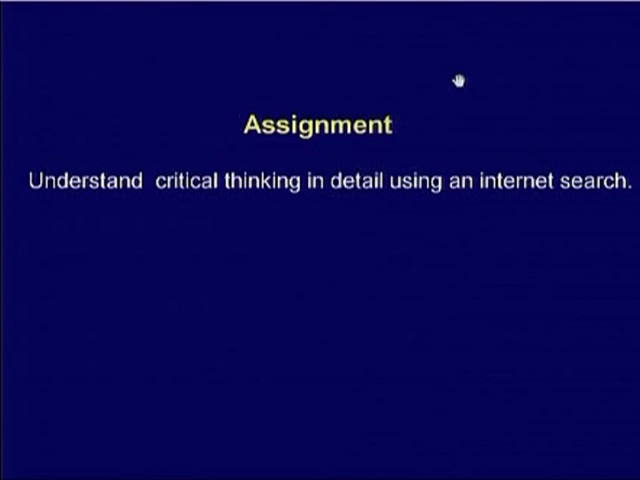 Assignment
Understand critical thinking in detail using an internet search.